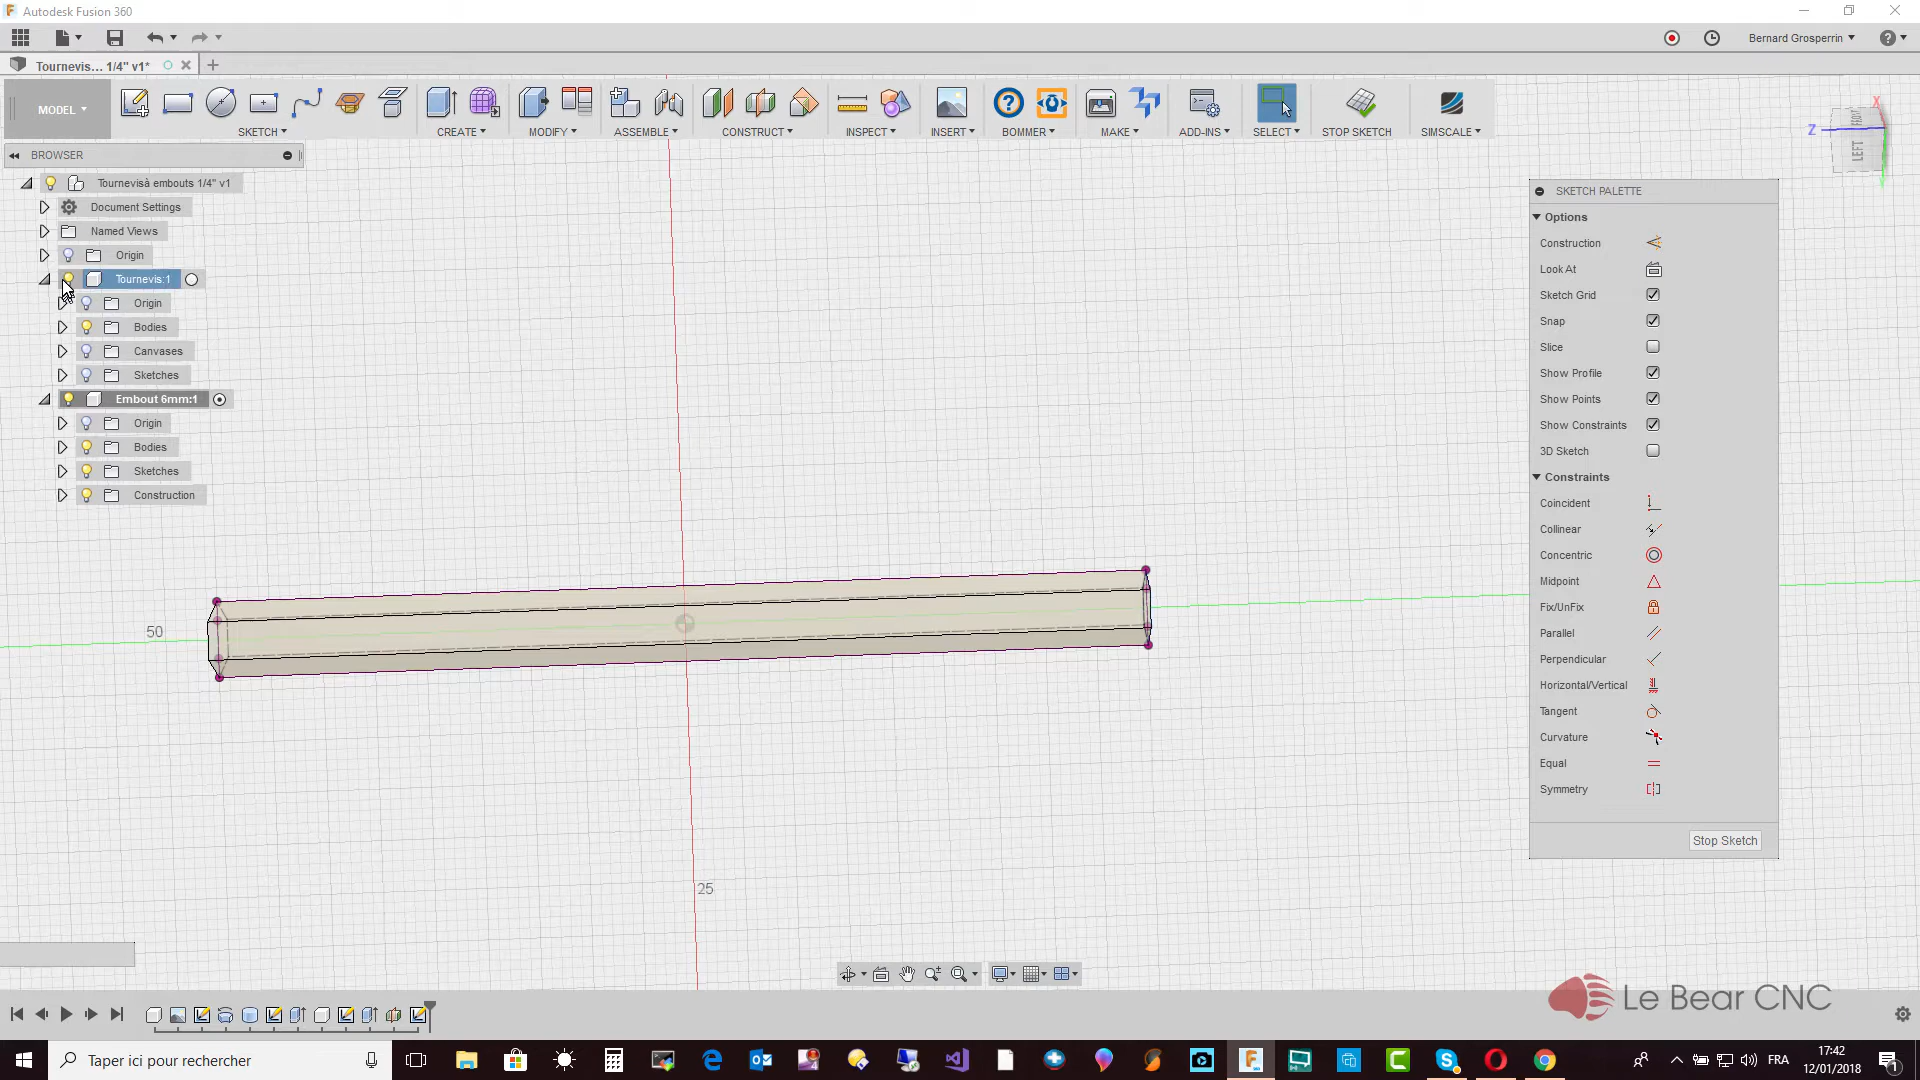 Autodesk Fusion 360
Bernard Grosperrin
Tournevis... 1/4" v1*
MODEL
SKETCH
CREATE
MODIFY
ASSEMBLE
CONSTRUCT
INSPECT
INSERT
BOMMER
MAKE
ADD-INS
SELECT
STOP SKETCH
SIMSCALE
BROWSER
Tournevisà embouts 1/4" v1
Document Settings
Named Views
Origin
Tournevis:1
Origin
Bodies
Canvases
Sketches
Embout 6mm:1
Origin
Bodies
Sketches
Construction
X
Z
LEFT
SKETCH PALETTE
Options
Construction
Look At
Sketch Grid
Snap
Slice
Show Profile
Show Points
Show Constraints
3D Sketch
Constraints
Coincident
Collinear
Concentric
Midpoint
Fix/UnFix
Parallel
Perpendicular
Horizontal/Vertical
Tangent
Curvature
Equal
Symmetry
Stop Sketch
50
25
Le Bear CNC
Taper ici pour rechercher
FRA
17:42
12/01/2018
1